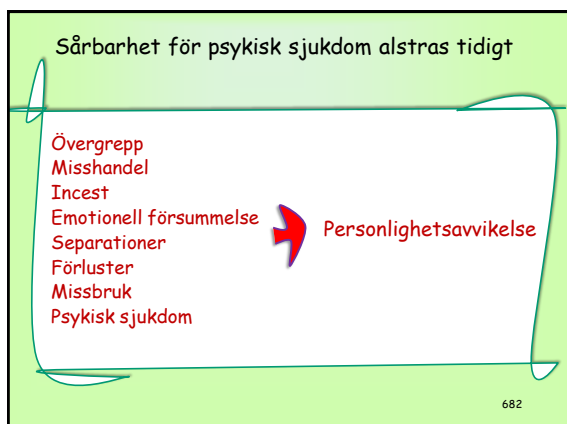 Sårbarhet för psykisk sjukdom alstras tidigt
Övergrepp
Misshandel
Incest
Emotionell försummelse
Separationer
Förluster
Missbruk
Psykisk sjukdom
Personlighetsavvikelse
682